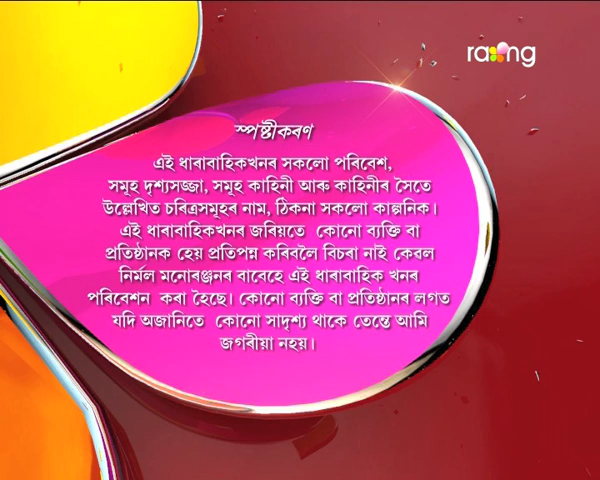 rang
স্পষ্টীকৰণ
এই ধাৰাবাহিকখনৰ সকলো পৰিবেশ,
সমূহ দৃশ্যসজ্জা, সমূহ কাহিনী আৰু কাহিনীৰ সৈতে
উল্লেখিত চৰিত্ৰসমূহৰ নাম, ঠিকনা সকলো কাল্পনিক।
এই ধাৰাবাহিকখনৰ জৰিয়তে কোনো ব্যক্তি বা
প্ৰতিষ্ঠানক হেয় প্ৰতিপন্ন কৰিবলৈ বিচৰা নাই কেৱল
নিৰ্মল মনোৰঞ্জনৰ বাবেহে এই ধাৰাবাহিক খনৰ
পৰিবেশন কৰা হৈছে। কোনো ব্যক্তি বা প্ৰতিষ্ঠানৰ লগত
যদি অজানিতে কোনো সাদৃশ্য থাকে তেন্তে আমি
জগৰীয়া নহয়।